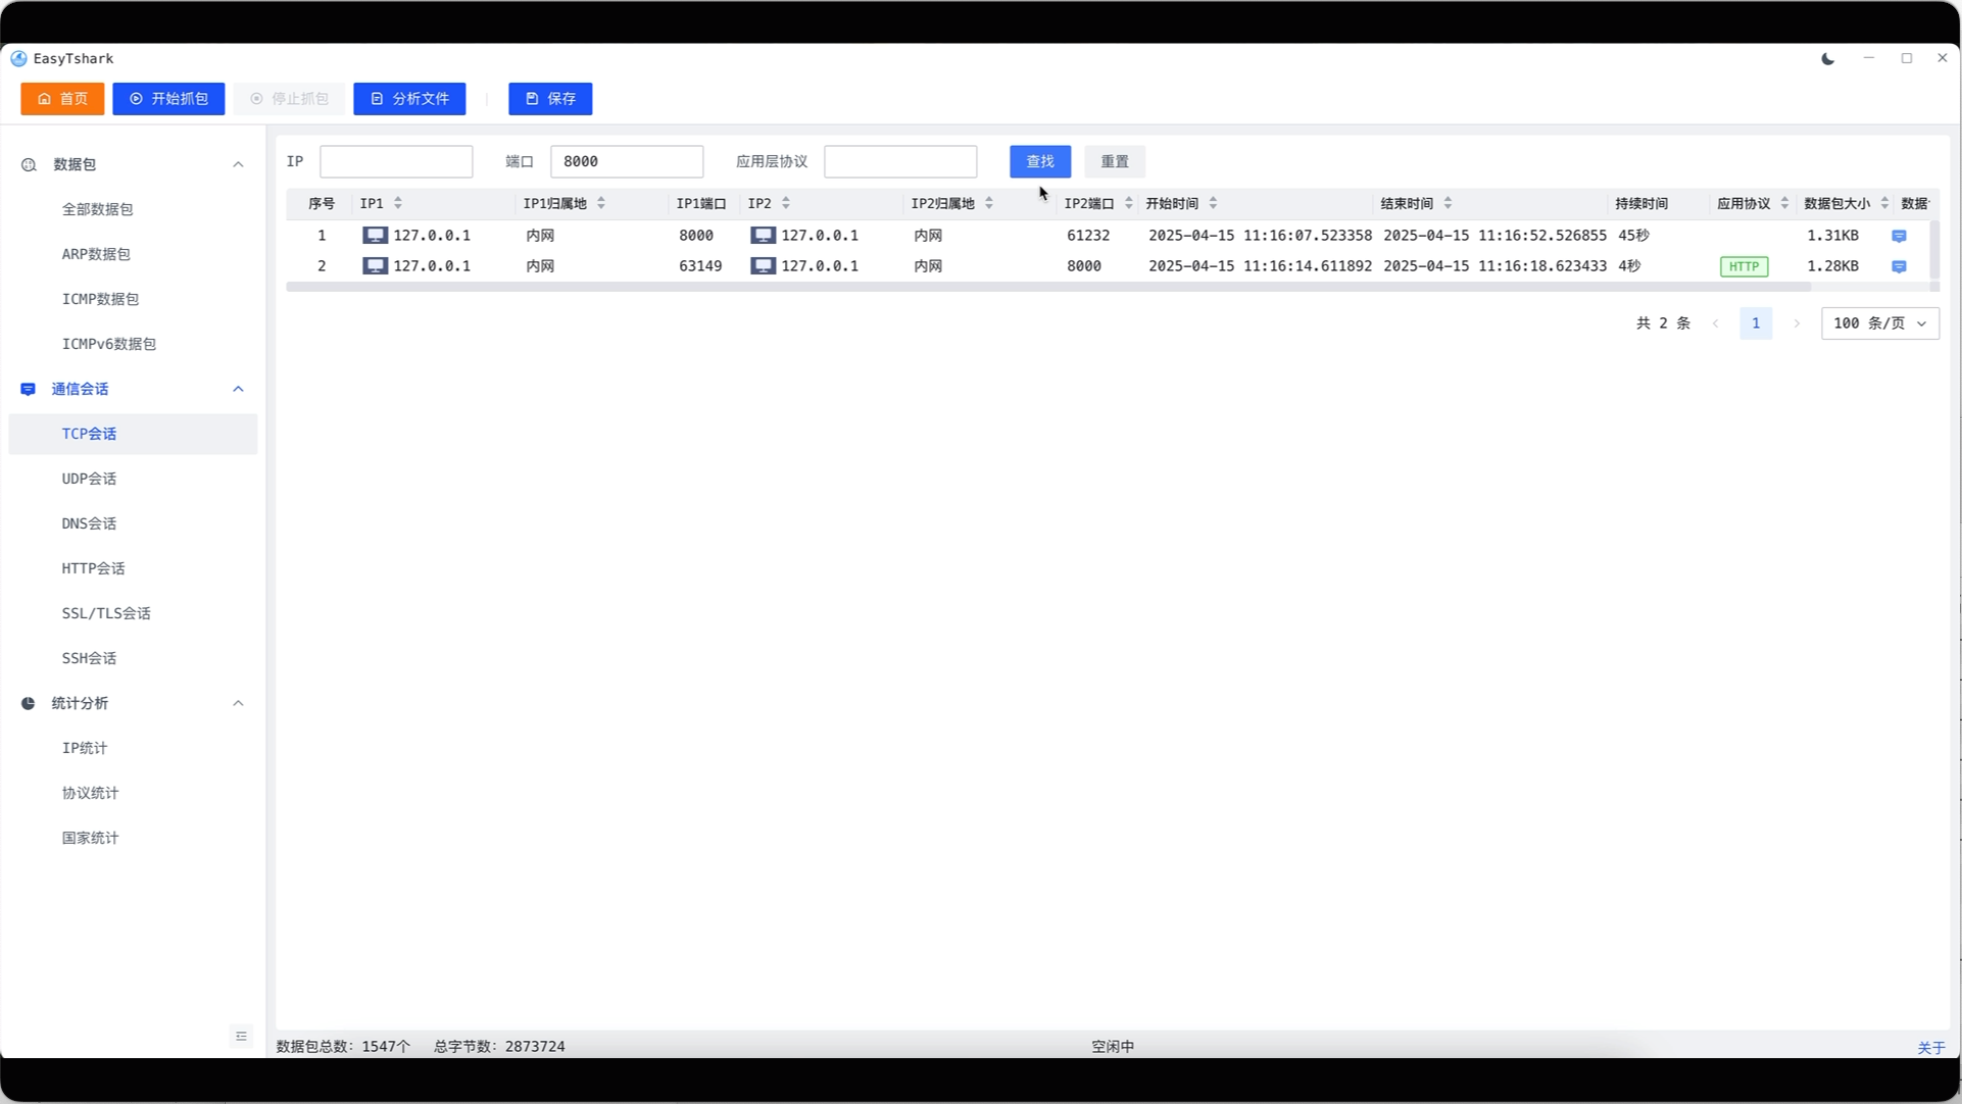 EasyTshark
首页 开始抓包 停止抓包 分析文件 保存
数据包
全部数据包
ARP数据包
ICMP数据包
ICMPv6数据包
通信会话
TCP会话
UDP会话
DNS会话
HTTP会话
SSL/TLS会话
SSH会话
统计分析
IP统计
协议统计
国家统计
IP 端口 8000 应用层协议 查找 重置
序号 IP1 IP1归属地 IP1端口 IP2 IP2归属地 IP2端口 开始时间 结束时间 持续时间 应用协议 数据包大小 数据
1 127.0.0.1 内网 8000 127.0.0.1 内网 61232 2025-04-15 11:16:07.523358 2025-04-15 11:16:52.526855 45秒 1.31KB
2 127.0.0.1 内网 63149 127.0.0.1 内网 8000 2025-04-15 11:16:14.611892 2025-04-15 11:16:18.623433 4秒 HTTP 1.28KB
共 2 条 1 100 条/页
数据包总数: 1547个 总字节数: 2873724 空闲中 关于